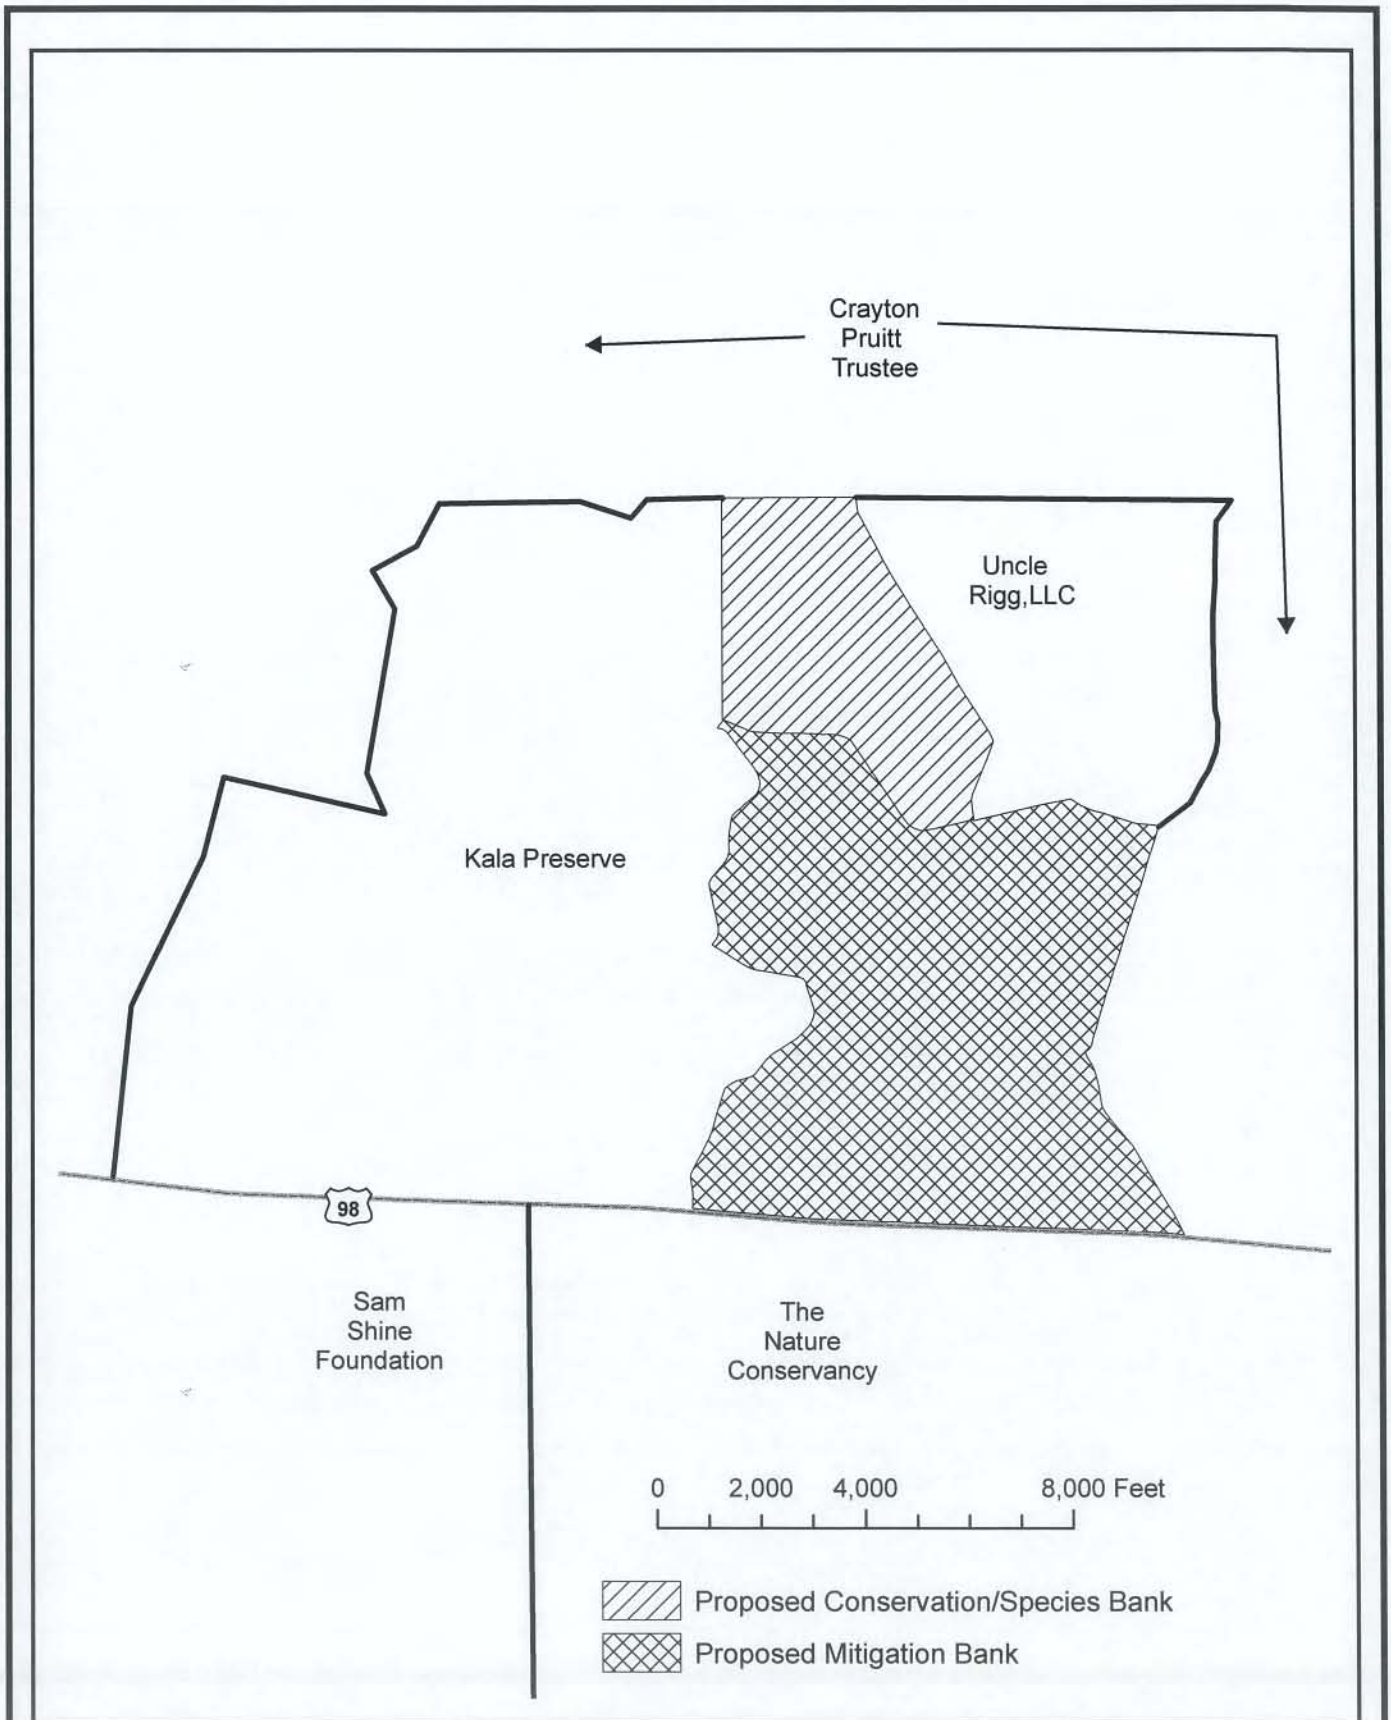 Crayton
Pruitt
Trustee
Uncle
Rigg,LLC
Kala Preserve
98
Sam
Shine
Foundation
The
Nature
Conservancy
0 2,000 4,000 8,000 Feet
Proposed Conservation/Species Bank
Proposed Mitigation Bank